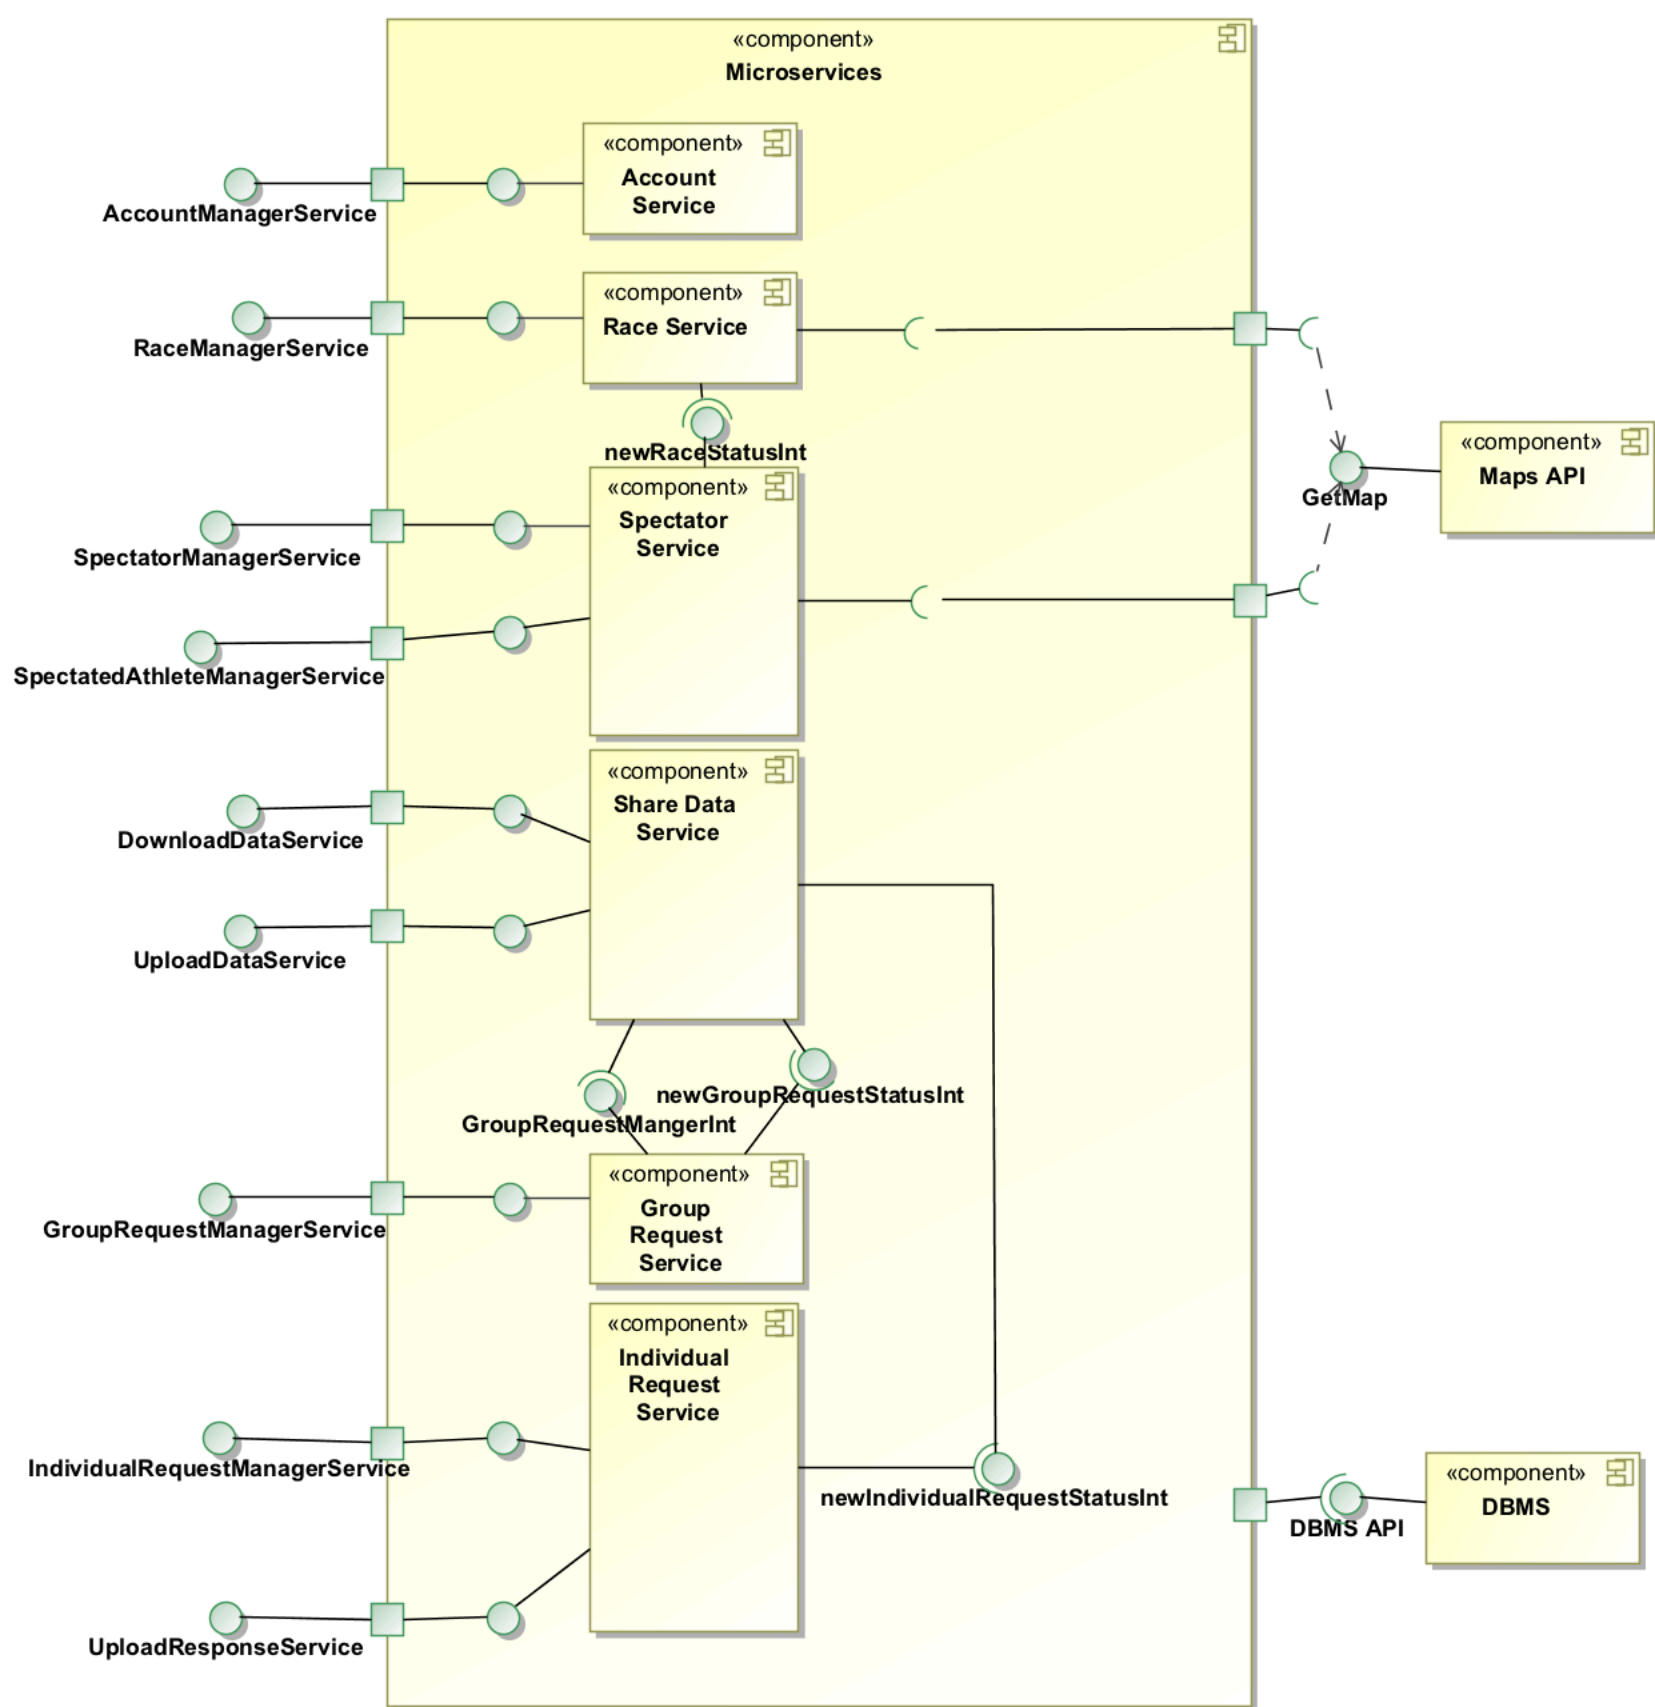 «component»
Microservices
«component»
Account
Service
AccountManagerService
«component»
Race Service
RaceManagerService
newRaceStatusInt
«component»
Maps API
GetMap
«component»
Spectator
Service
SpectatorManagerService
SpectatedAthleteManagerService
«component»
Share Data
Service
DownloadDataService
UploadDataService
newGroupRequestStatusInt
GroupRequestMangerInt
«component»
Group
Request
Service
GroupRequestManagerService
«component»
Individual
Request
Service
IndividualRequestManagerService
newIndividualRequestStatusInt
«component»
DBMS
DBMS API
UploadResponseService